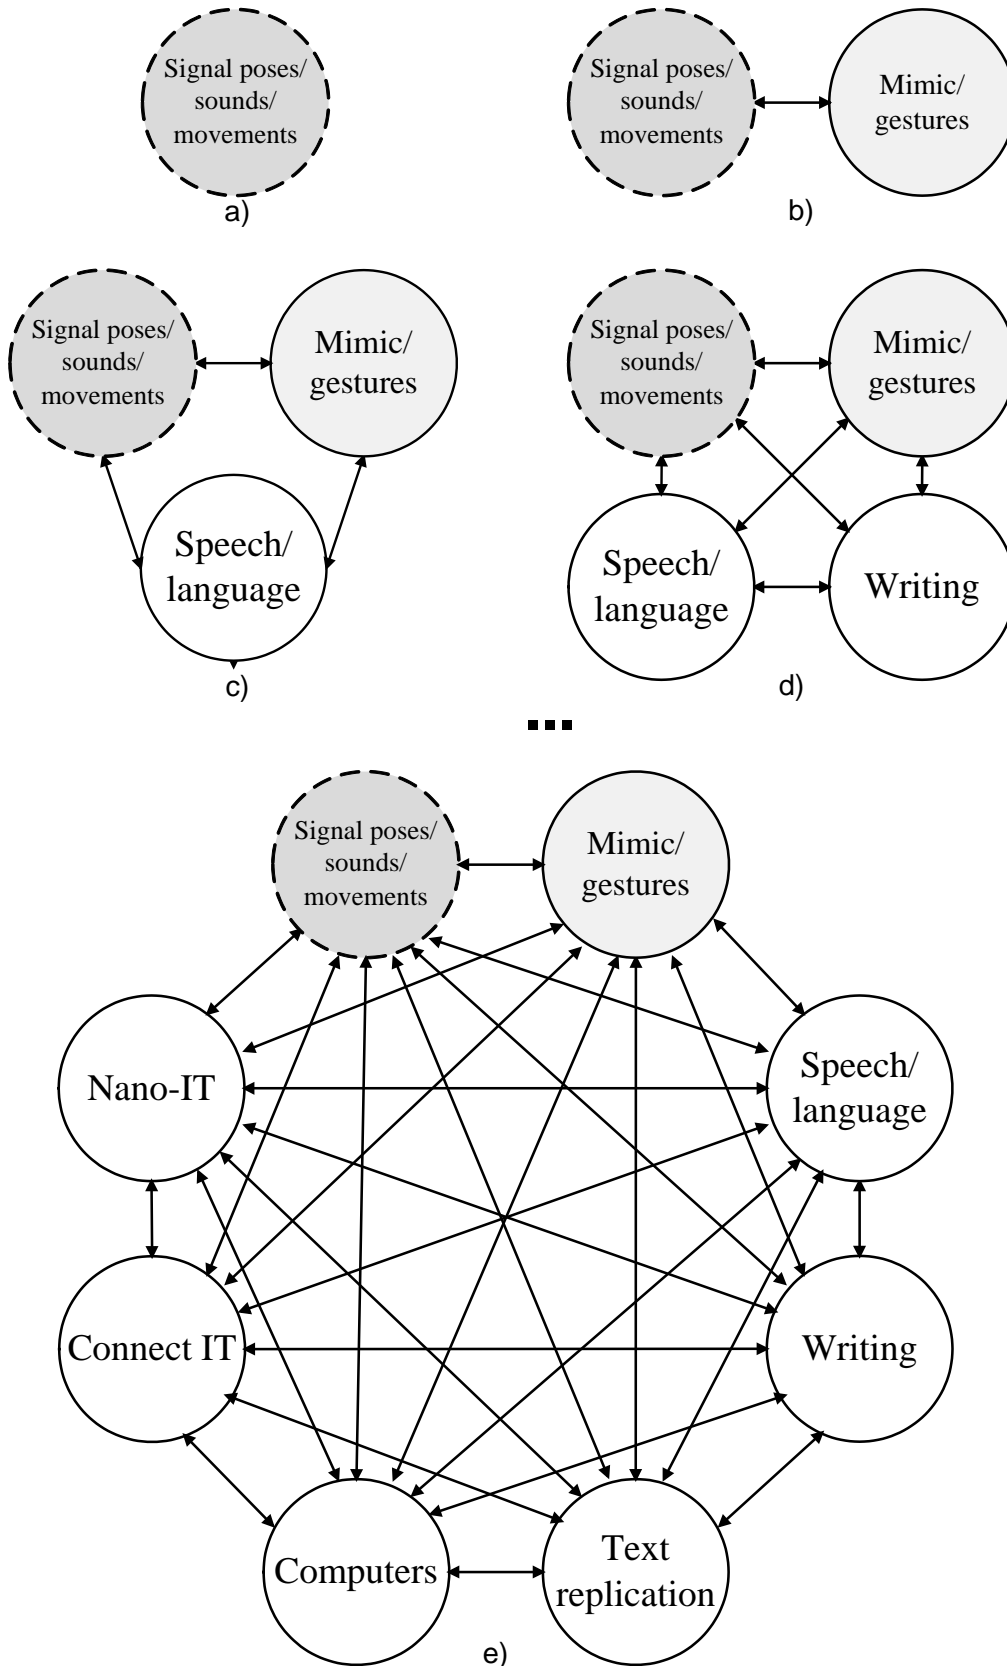 Signal poses/
sounds/
movements
a)
Signal poses/
sounds/
movements
Mimic/
gestures
b)
Signal poses/
sounds/
movements
Mimic/
gestures
Speech/
language
c)
Signal poses/
sounds/
movements
Mimic/
gestures
Speech/
language
Writing
d)
...
Signal poses/
sounds/
movements
Mimic/
gestures
Nano-IT
Speech/
language
Connect IT
Writing
Computers
Text
replication
e)